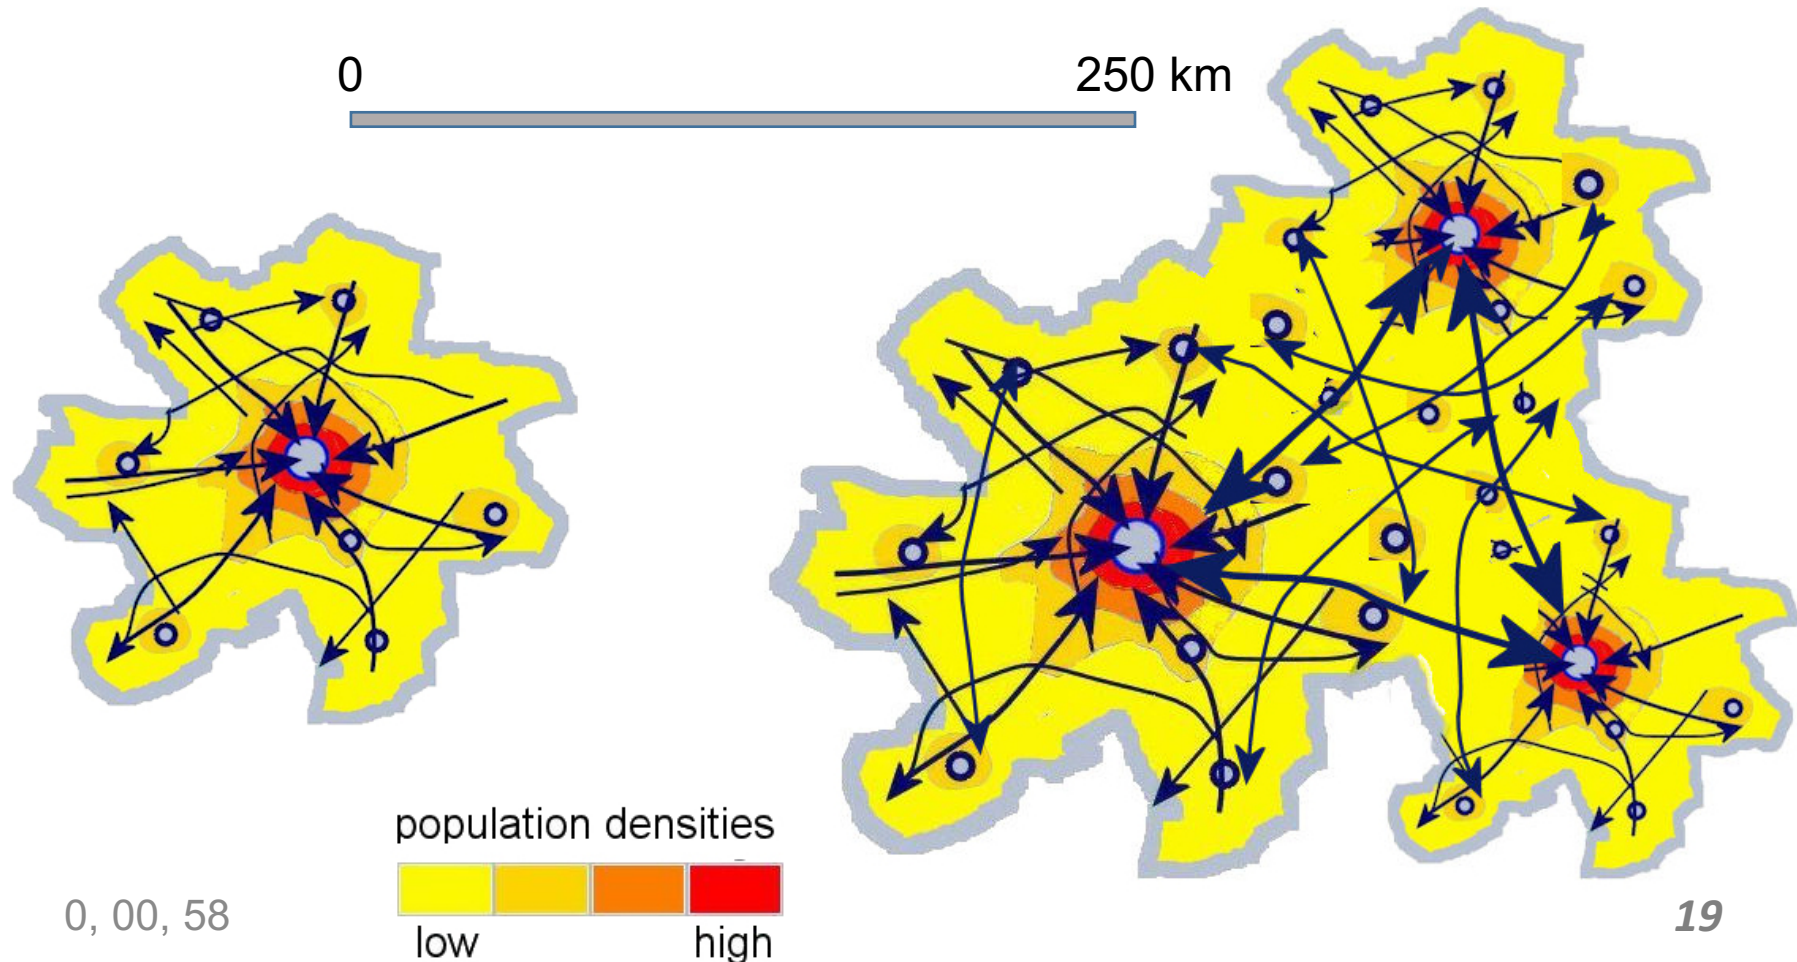 0
250 km
population densities
low
high
0, 00, 58
19